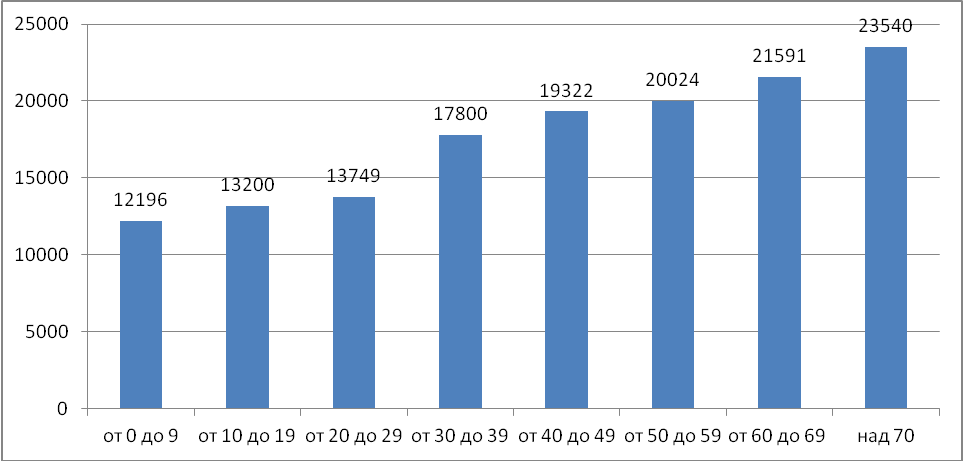 25000
20000
15000
10000
5000
0
12196
13200
13749
17800
19322
20024
21591
23540
от 0 до 9
от 10 до 19
от 20 до 29
от 30 до 39
от 40 до 49
от 50 до 59
от 60 до 69
над 70